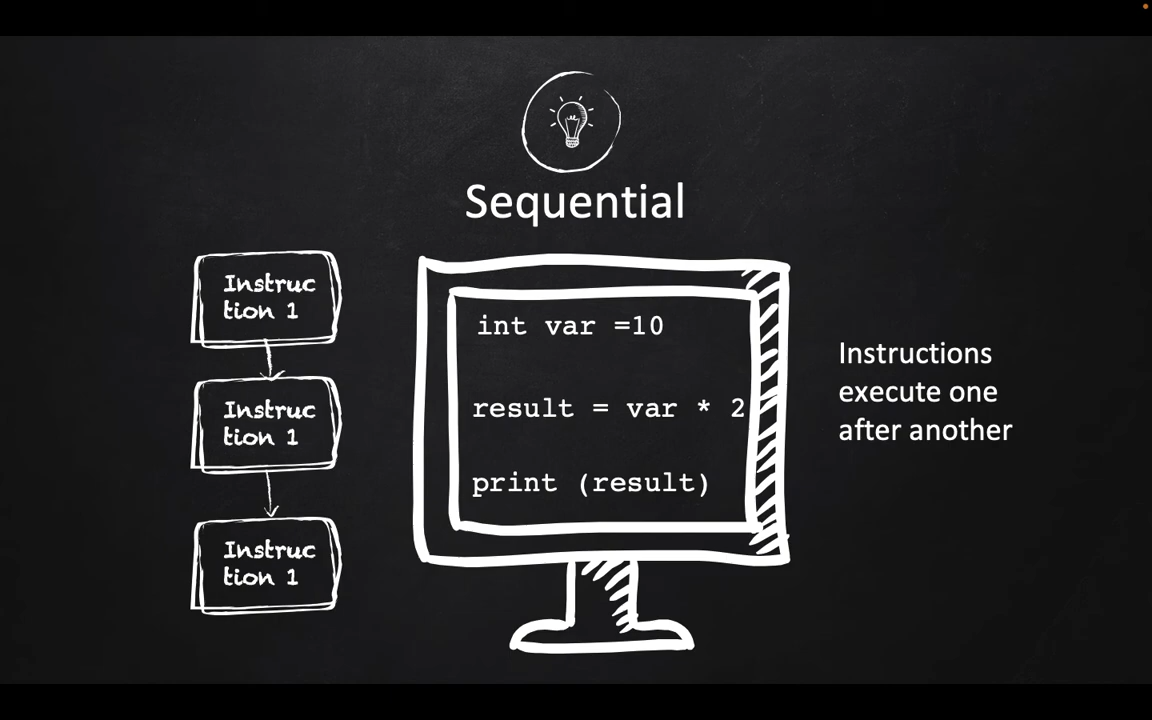 Sequential
Instruc
tion 1
Instruc
tion 1
Instruc
tion 1
int var =10
result = var * 2
print (result)
Instructions
execute one
after another